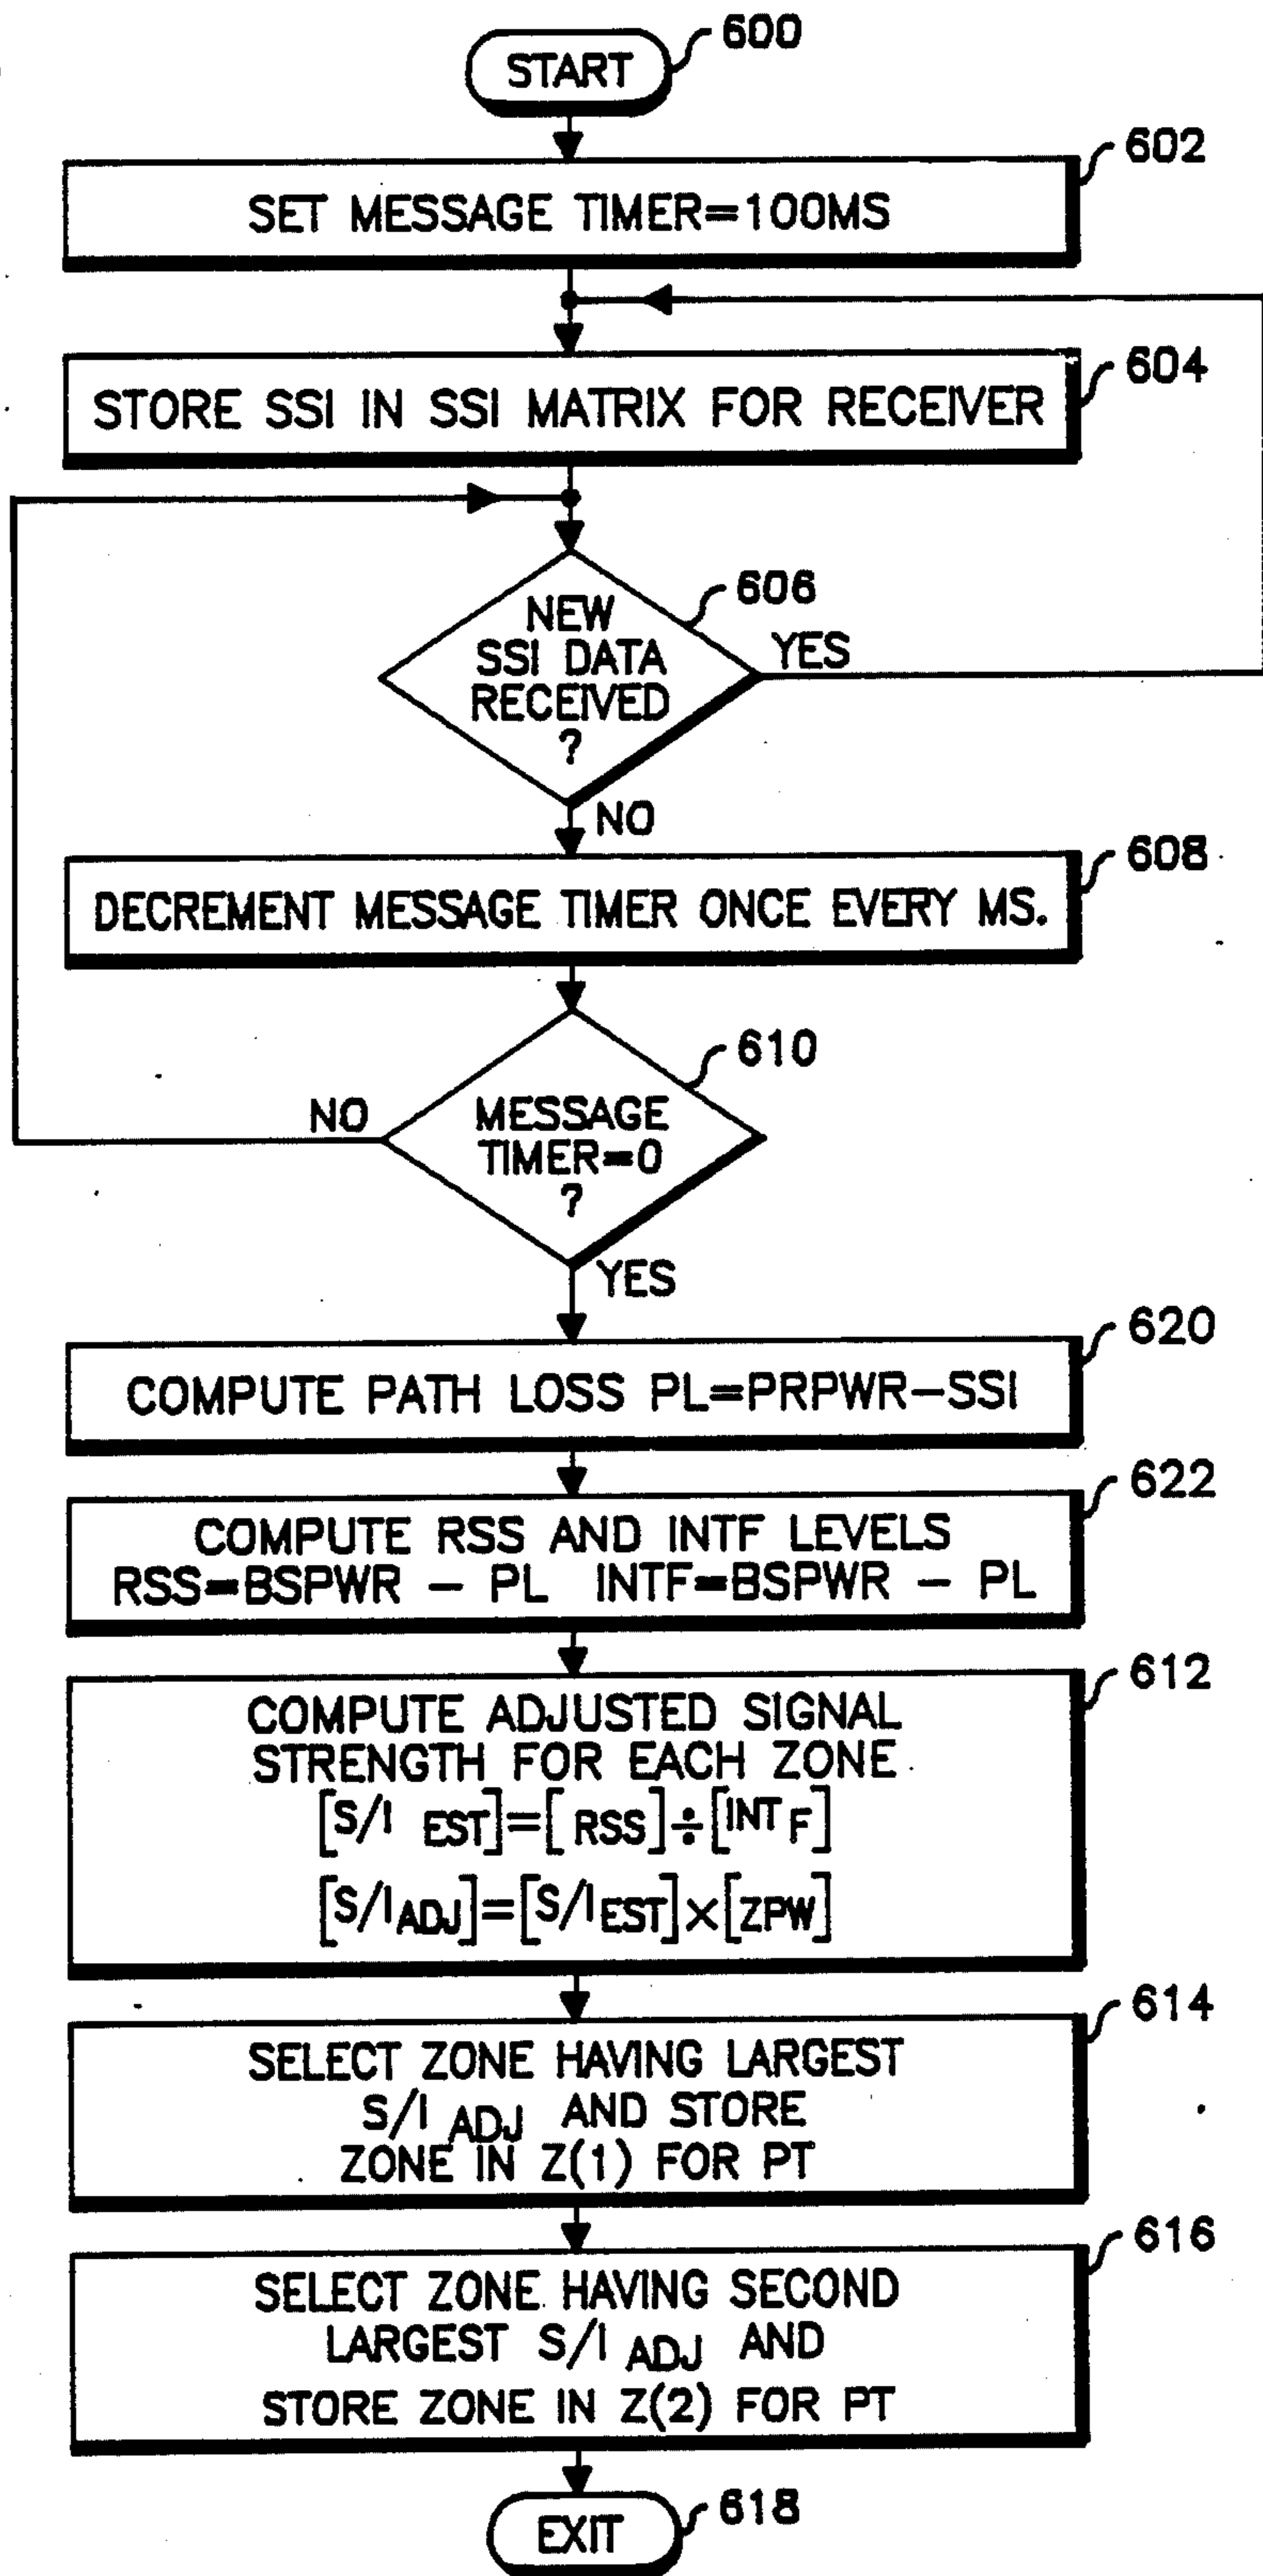 START
600
602
SET MESSAGE TIMER=100MS
604
STORE SSI IN SSI MATRIX FOR RECEIVER
606
NEW
SSI DATA
RECEIVED
?
YES
NO
608
DECREMENT MESSAGE TIMER ONCE EVERY MS.
610
NO
MESSAGE
TIMER=0
?
YES
620
COMPUTE PATH LOSS PL=PRPWR-SSI
622
COMPUTE RSS AND INTF LEVELS
RSS=BSPWR - PL INTF=BSPWR - PL
612
COMPUTE ADJUSTED SIGNAL
STRENGTH FOR EACH ZONE
[S/I EST]=[RSS]÷[INTF]
[S/I ADJ]=[S/I EST]×[ZPW]
614
SELECT ZONE HAVING LARGEST
S/I ADJ AND STORE
ZONE IN Z(1) FOR PT
616
SELECT ZONE HAVING SECOND
LARGEST S/I ADJ AND
STORE ZONE IN Z(2) FOR PT
EXIT
618